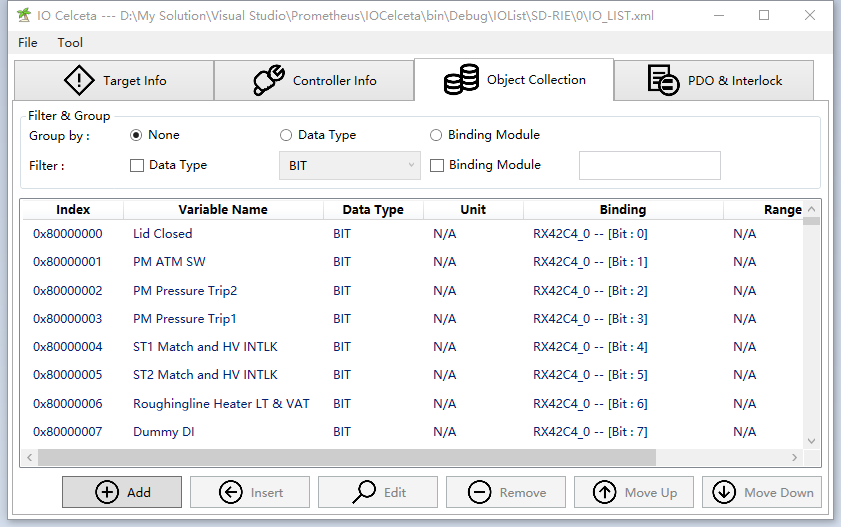 IO Celceta --- D:\My Solution\Visual Studio\Prometheus\IOCelceta\bin\Debug\IOList\SD-RIE\0\IO_LIST.xml
File Tool
Target Info Controller Info Object Collection PDO & Interlock
Filter & Group
Group by : None Data Type Binding Module
Filter : Data Type BIT Binding Module
Index Variable Name Data Type Unit Binding Range
0x80000000 Lid Closed BIT N/A RX42C4_0 -- [Bit : 0] N/A
0x80000001 PM ATM SW BIT N/A RX42C4_0 -- [Bit : 1] N/A
0x80000002 PM Pressure Trip2 BIT N/A RX42C4_0 -- [Bit : 2] N/A
0x80000003 PM Pressure Trip1 BIT N/A RX42C4_0 -- [Bit : 3] N/A
0x80000004 ST1 Match and HV INTLK BIT N/A RX42C4_0 -- [Bit : 4] N/A
0x80000005 ST2 Match and HV INTLK BIT N/A RX42C4_0 -- [Bit : 5] N/A
0x80000006 Roughingline Heater LT & VAT BIT N/A RX42C4_0 -- [Bit : 6] N/A
0x80000007 Dummy DI BIT N/A RX42C4_0 -- [Bit : 7] N/A
Add Insert Edit Remove Move Up Move Down